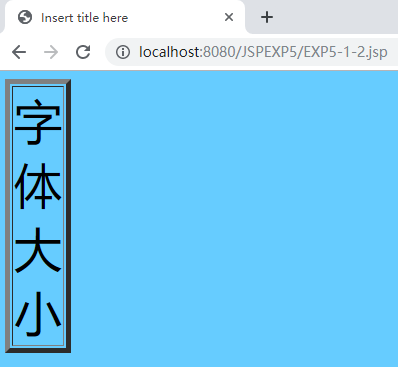 Insert title here
localhost:8080/JSPEXP5/EXP5-1-2.jsp
字
体
大
小